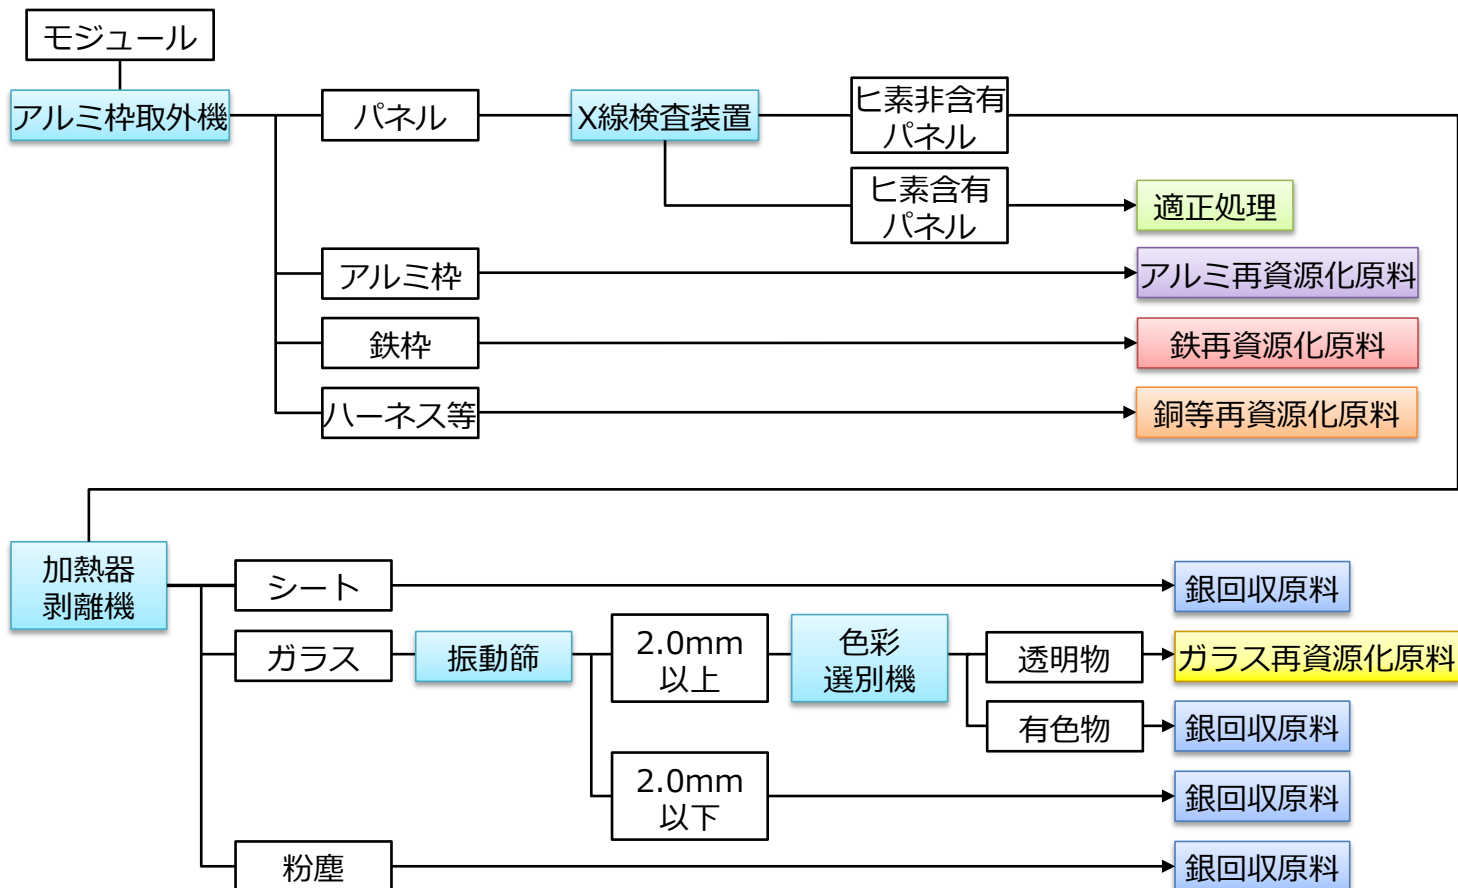 モジュール
アルミ枠取外機
パネル
X線検査装置
ヒ素非含有
パネル
ヒ素含有
パネル
適正処理
アルミ枠
アルミ再資源化原料
鉄枠
鉄再資源化原料
ハーネス等
銅等再資源化原料
加熱器
剥離機
シート
銀回収原料
ガラス
振動篩
2.0mm
以上
色彩
選別機
透明物
ガラス再資源化原料
有色物
銀回収原料
2.0mm
以下
銀回収原料
粉塵
銀回収原料